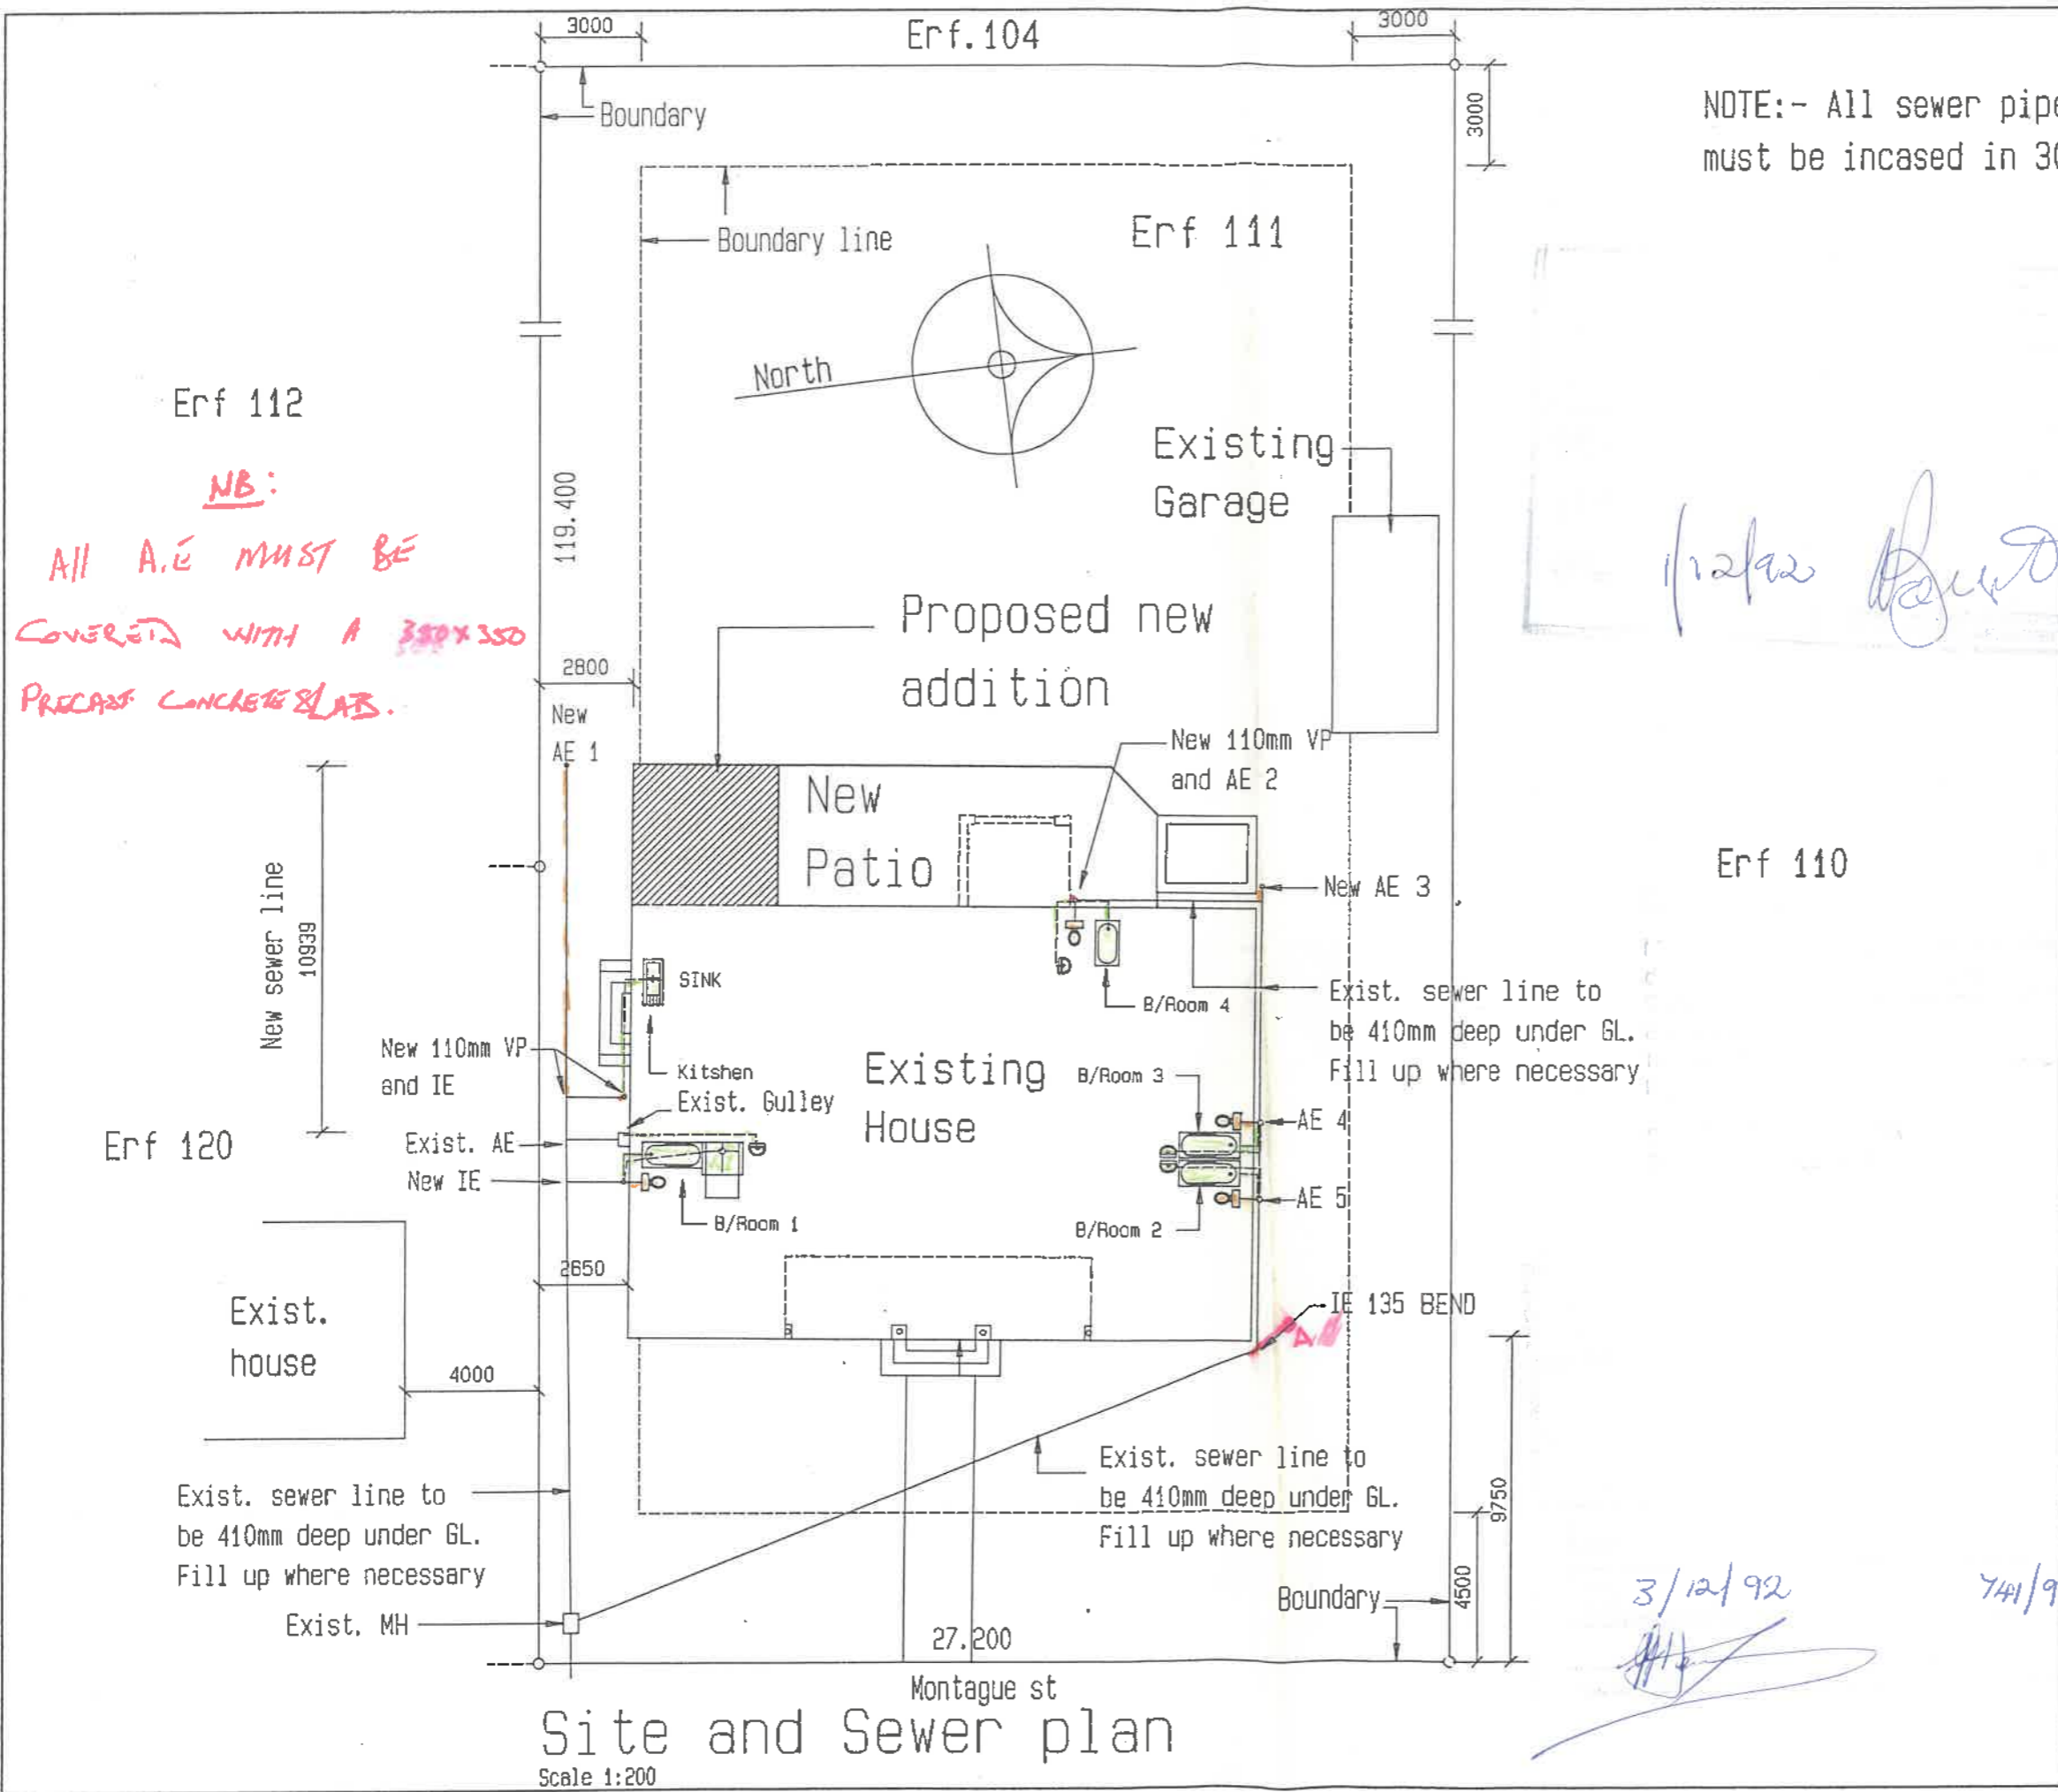 3000
Erf.104
3000
Boundary
3000
NOTE:- All sewer pipe
must be incased in 30
Boundary line
Erf 111
North
Erf 112
NB:
All A.E MUST BE
COVERED WITH A 350x350
PRECAST CONCRETE SLAB.
119.400
Existing
Garage
1/12/92
Proposed new
addition
2800
New
AE 1
New 110mm VP
and AE 2
New
Patio
Erf 110
New AE 3
New sewer line
10939
SINK
B/Room 4
Exist. sewer line to
be 410mm deep under GL.
Fill up where necessary
New 110mm VP
and IE
Kitshen
Exist. Gulley
Existing
House
B/Room 3
AE 4
Erf 120
Exist. AE
New IE
B/Room 1
AE 5
B/Room 2
2650
IE 135 BEND
Exist.
house
4000
Exist. sewer line to
be 410mm deep under GL.
Fill up where necessary
Exist. sewer line to
be 410mm deep under GL.
Fill up where necessary
9750
4500
Boundary
Exist. MH
27.200
3/12/92
741/9
Montague st
Site and Sewer plan
Scale 1:200